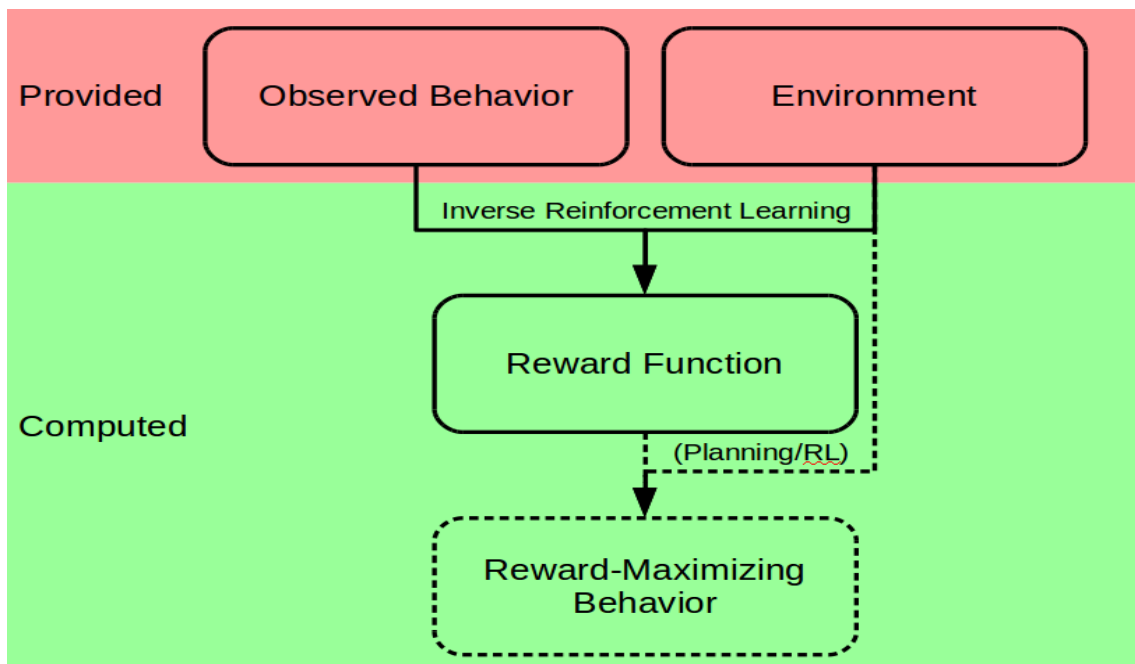 Provided
Observed Behavior
Environment
Inverse Reinforcement Learning
Reward Function
Computed
(Planning/RL)
Reward-Maximizing
Behavior